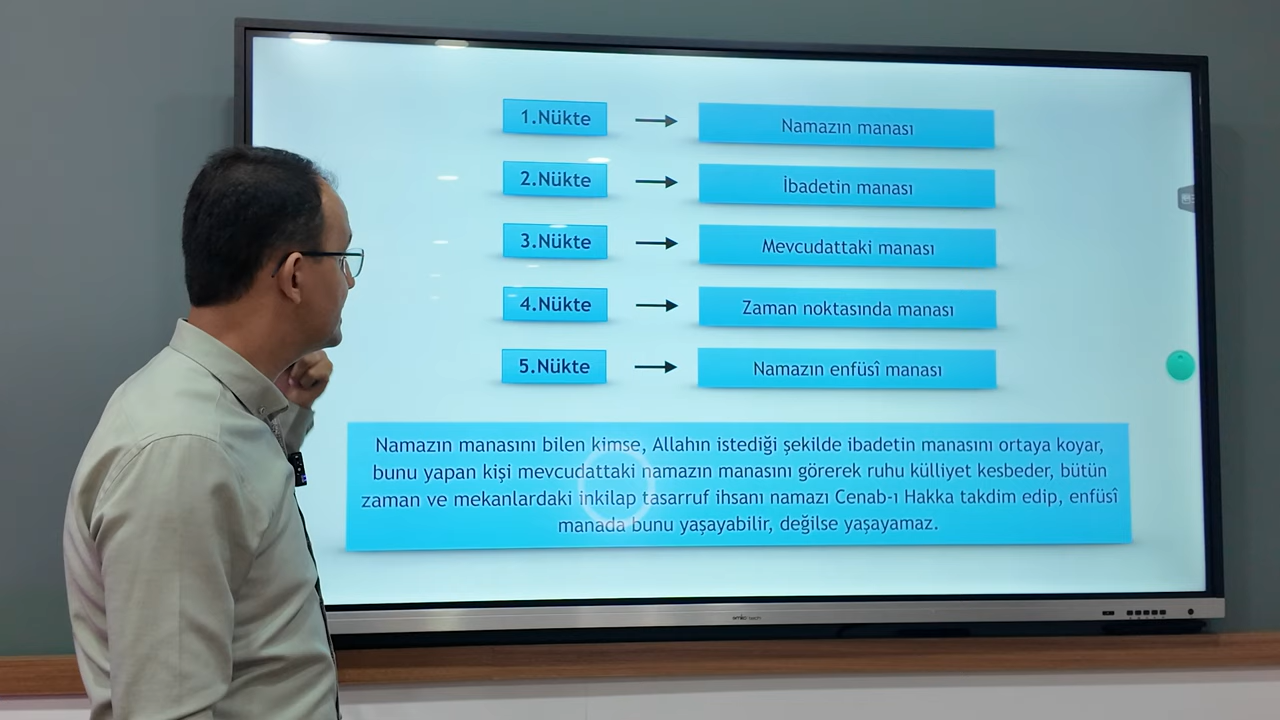 1.Nükte → Namazın manası
2.Nükte → İbadetin manası
3.Nükte → Mevcudattaki manası
4.Nükte → Zaman noktasında manası
5.Nükte → Namazın enfüsî manası
Namazın manasını bilen kimse, Allahın istediği şekilde ibadetin manasını ortaya koyar,
bunu yapan kişi mevcudattaki namazın manasını görerek ruhu külliyet kesbeder, bütün
zaman ve mekanlardaki inkilap tasarruf ihsanı namazı Cenab-ı Hakka takdim edip, enfüsî
manada bunu yaşayabilir, değilse yaşayamaz.